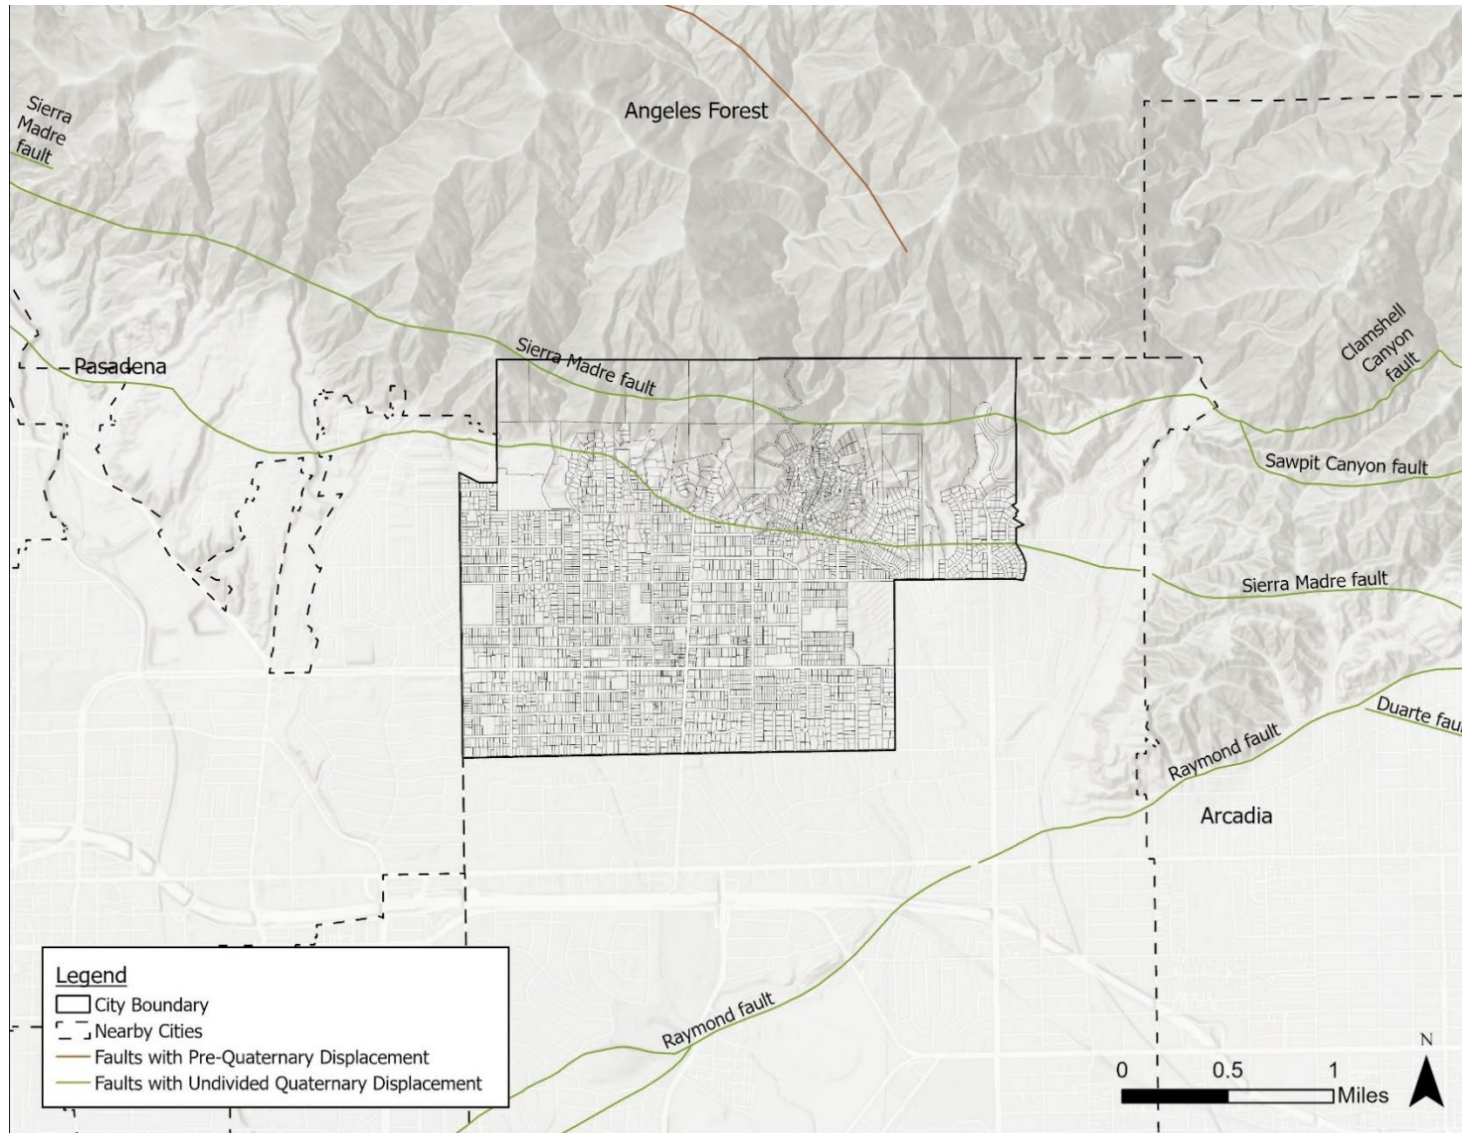 Angeles Forest
Sierra
Madre
fault
Pasadena
Sierra Madre fault
Clamshell
Canyon
fault
Sawpit Canyon fault
Sierra Madre fault
Raymond fault
Duarte faul
Arcadia
Raymond fault
Legend
City Boundary
Nearby Cities
Faults with Pre-Quaternary Displacement
Faults with Undivided Quaternary Displacement
N
0 0.5 1
Miles